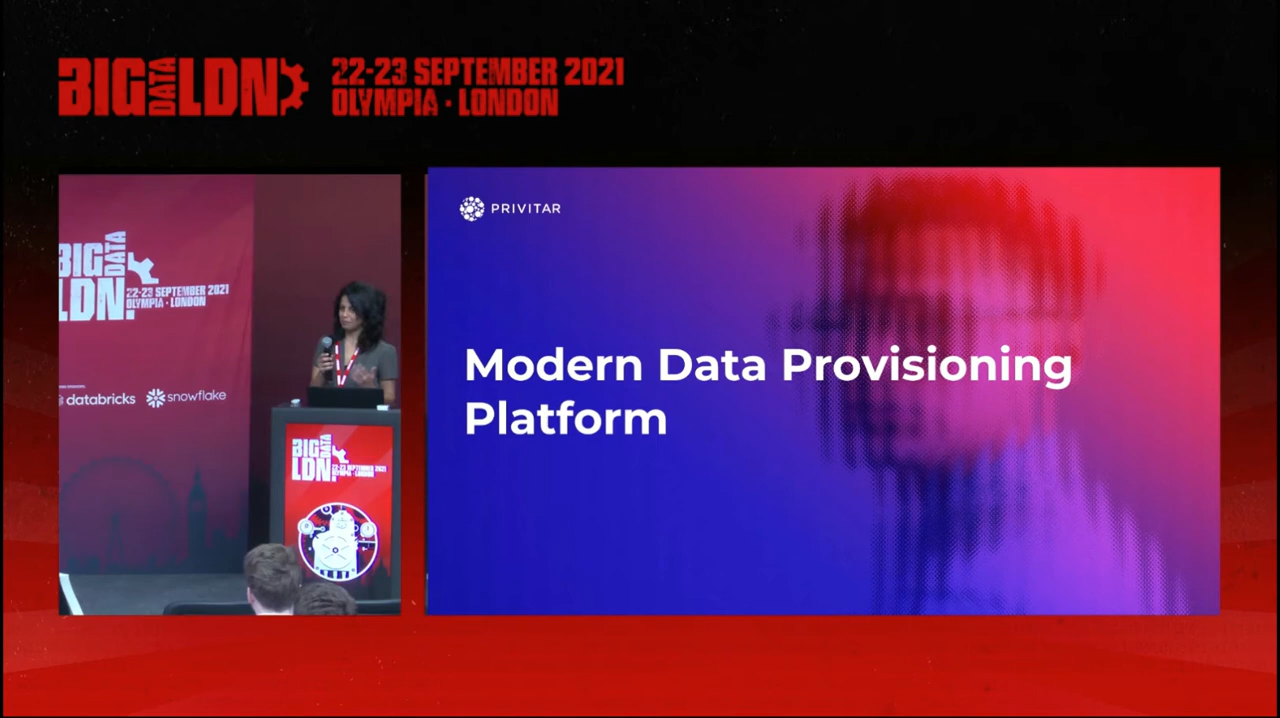 BIG DATA LDN
22-23 SEPTEMBER 2021
OLYMPIA · LONDON
BIG DATA
LDN.
22-23 SEPTEMBER 2021
OLYMPIA · LONDON
databricks
snowflake
BIG DATA
LDN.
22-23 SEPTEMBER 2021
OLYMPIA · LONDON
PRIVITAR
Modern Data Provisioning
Platform